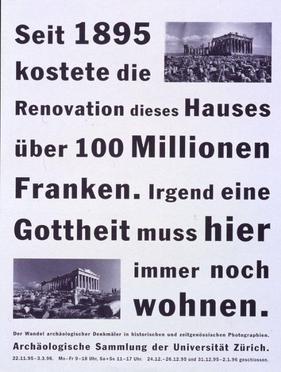 Seit 1895
kostete die
Renovation dieses Hauses
über 100 Millionen
Franken. Irgend eine
Gottheit muss hier
immer noch
wohnen.
Der Wandel archäologischer Denkmäler in historischen und zeitgenössischen Photographien.
Archäologische Sammlung der Universität Zürich.
22.11.95-3.3.96. Mo-Fr 9-18 Uhr, Sa+So 11-17 Uhr. 24.12.-26.12.95 und 31.12.95-2.1.96 geschlossen.